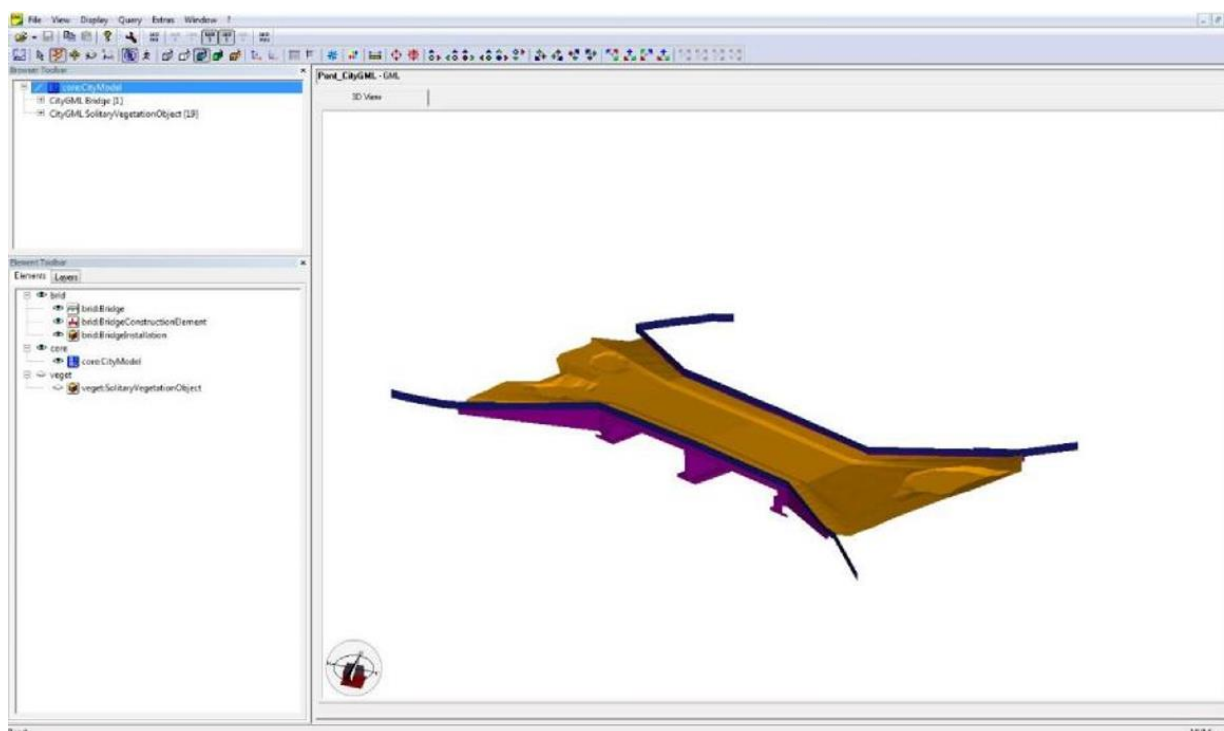 File View Display Query Extras Window ?
Browser Toolbar
core:CityModel
CityGML Bridge [1]
CityGML SolitaryVegetationObject [19]
Pont_CityGML - GML
3D View
Element Toolbar
Elements Layers
brid
brid:Bridge
brid:BridgeConstructionElement
brid:BridgeInstallation
core
core:CityModel
veget
veget:SolitaryVegetationObject